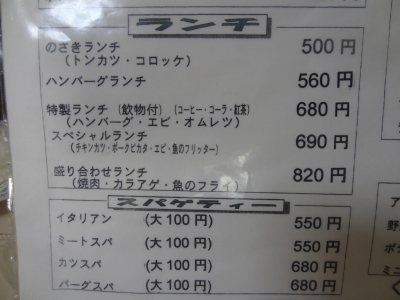 ランチ
のざきランチ 500円
(トンカツ・コロッケ)
ハンバーグランチ 560円
特製ランチ (飲物付) (コーヒー・コーラ・紅茶) 680円
(ハンバーグ・エビ・オムレツ)
スペシャルランチ 690円
(チキンカツ・ポークピカタ・エビ・魚のフリッター)
盛り合わせランチ 820円
(焼肉・カラアゲ・魚のフライ)
スパゲティー
イタリアン (大100円) 550円
ミートスパ (大100円) 550円
カツスパ (大100円) 680円
バーグスパ (大100円) 680円